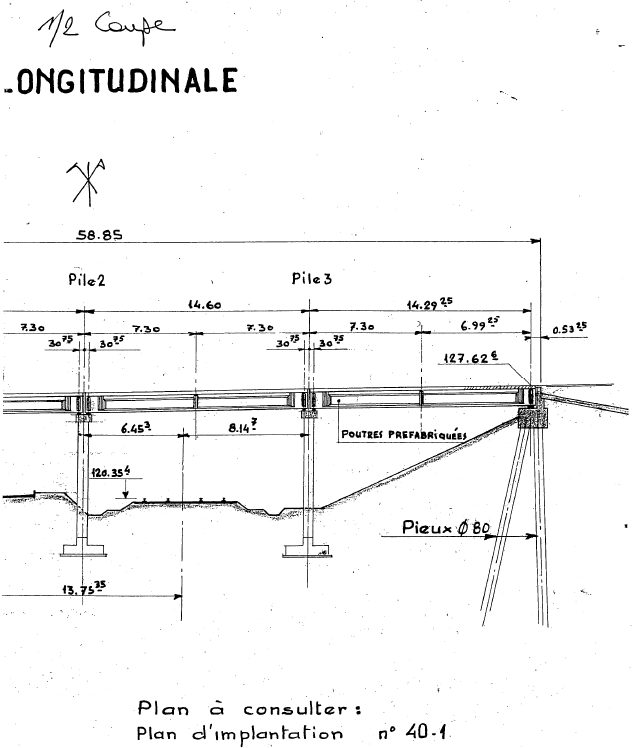 1/2 Coupe
LONGITUDINALE
58.85
Pile 2
Pile 3
14.60
14.29 25
7.30
7.30
7.30
7.30
6.99 25
0.53 25
30 75
30 75
30 75
30 75
127.62 6
6.45 3
8.14 7
POUTRES PREFABRIQUÉES
120.35 4
Pieux Ø 80
13.75 35
Plan à consulter :
Plan d'implantation n° 40-1